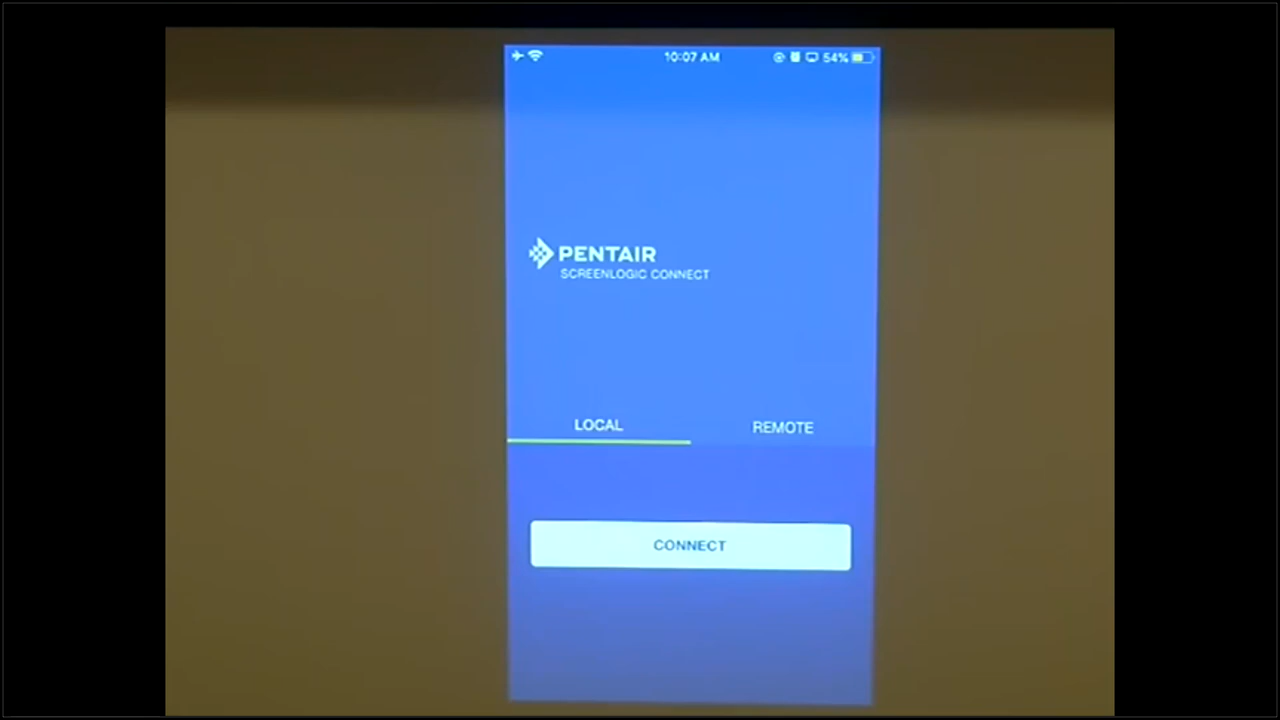 10:07 AM
54%
PENTAIR
SCREENLOGIC CONNECT
LOCAL
REMOTE
CONNECT